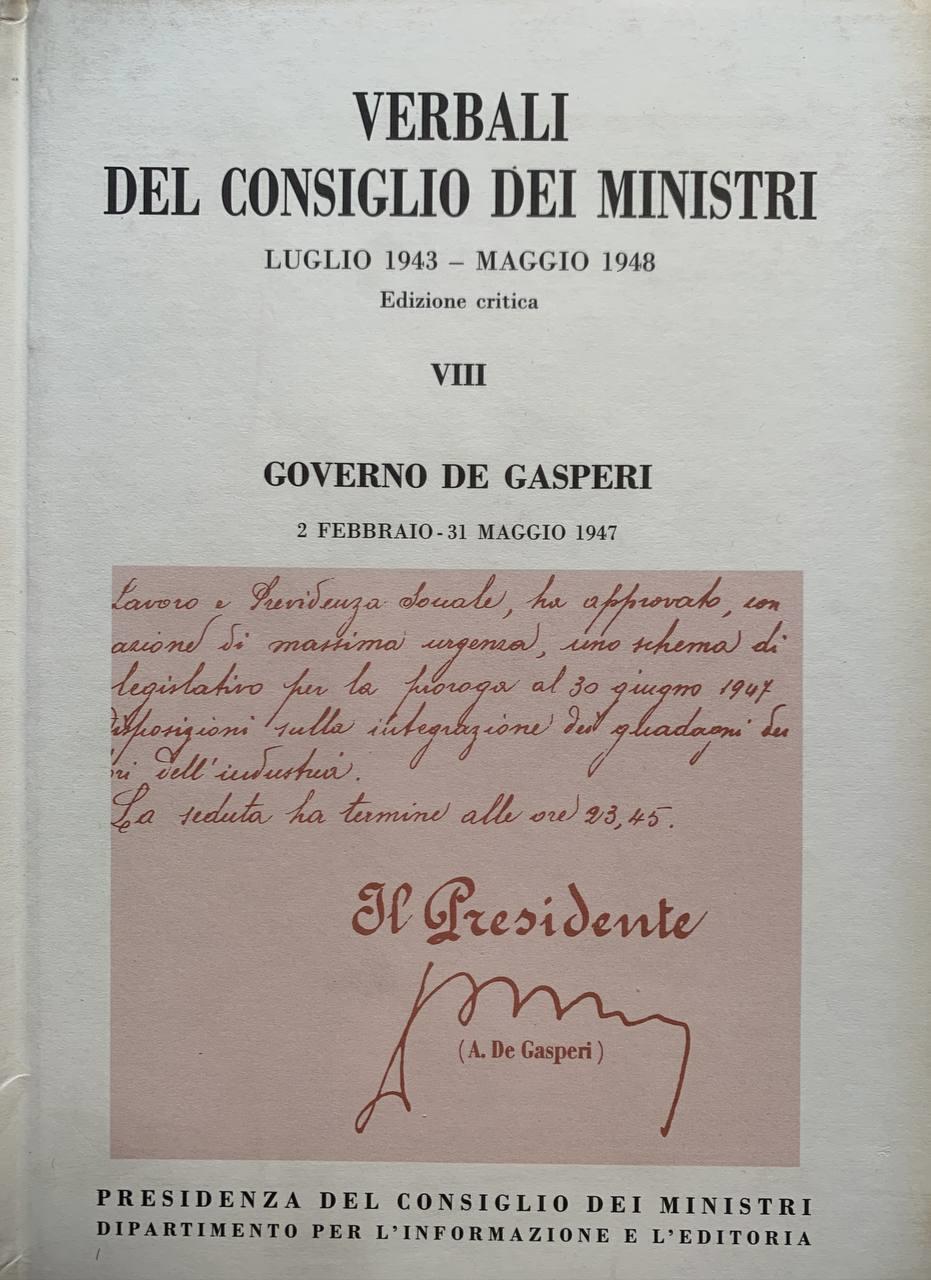 VERBALI
DEL CONSIGLIO DEI MINISTRI
LUGLIO 1943 – MAGGIO 1948
Edizione critica
VIII
GOVERNO DE GASPERI
2 FEBBRAIO - 31 MAGGIO 1947
Lavoro e Previdenza Sociale, ha approvato, con
azione di massima urgenza, uno schema di
legislativo per la proroga al 30 giugno 1947
disposizioni sulla integrazione dei guadagni dei
ri dell'industria.
La seduta ha termine alle ore 23,45.
Il Presidente
(A. De Gasperi)
PRESIDENZA DEL CONSIGLIO DEI MINISTRI
DIPARTIMENTO PER L'INFORMAZIONE E L'EDITORIA